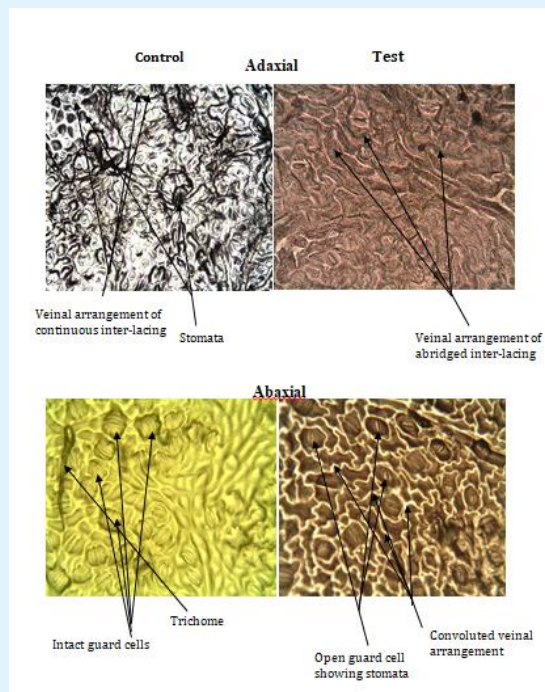 Control
Adaxial
Test
Veinal arrangement of
continuous inter-lacing
Stomata
Veinal arrangement of
abridged inter-lacing
Abaxial
Intact guard cells
Trichome
Open guard cell
showing stomata
Convoluted veinal
arrangement